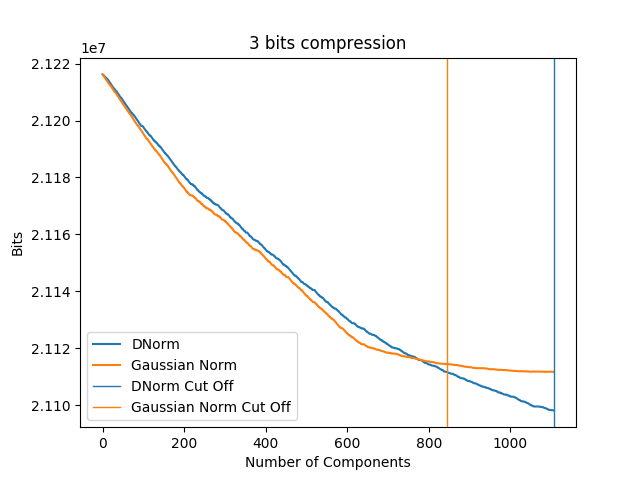 3 bits compression
1e7
2.122
2.120
2.118
2.116
2.114
2.112
2.110
Bits
DNorm
Gaussian Norm
DNorm Cut Off
Gaussian Norm Cut Off
0 200 400 600 800 1000
Number of Components